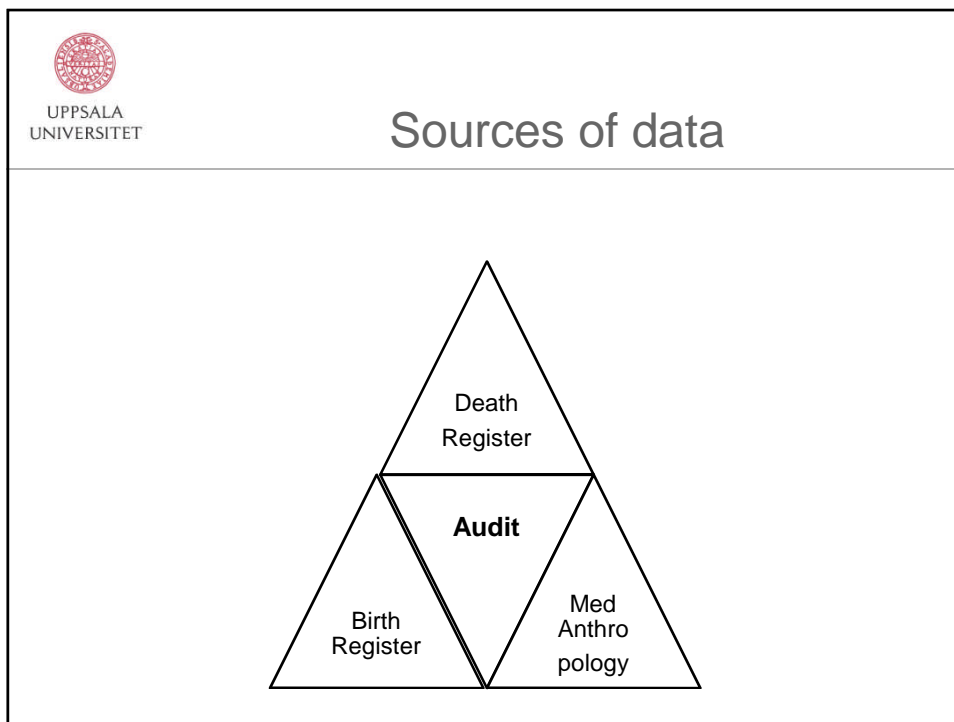 UPPSALA
UNIVERSITET
Sources of data
Death
Register
Audit
Birth
Register
Med
Anthro
pology